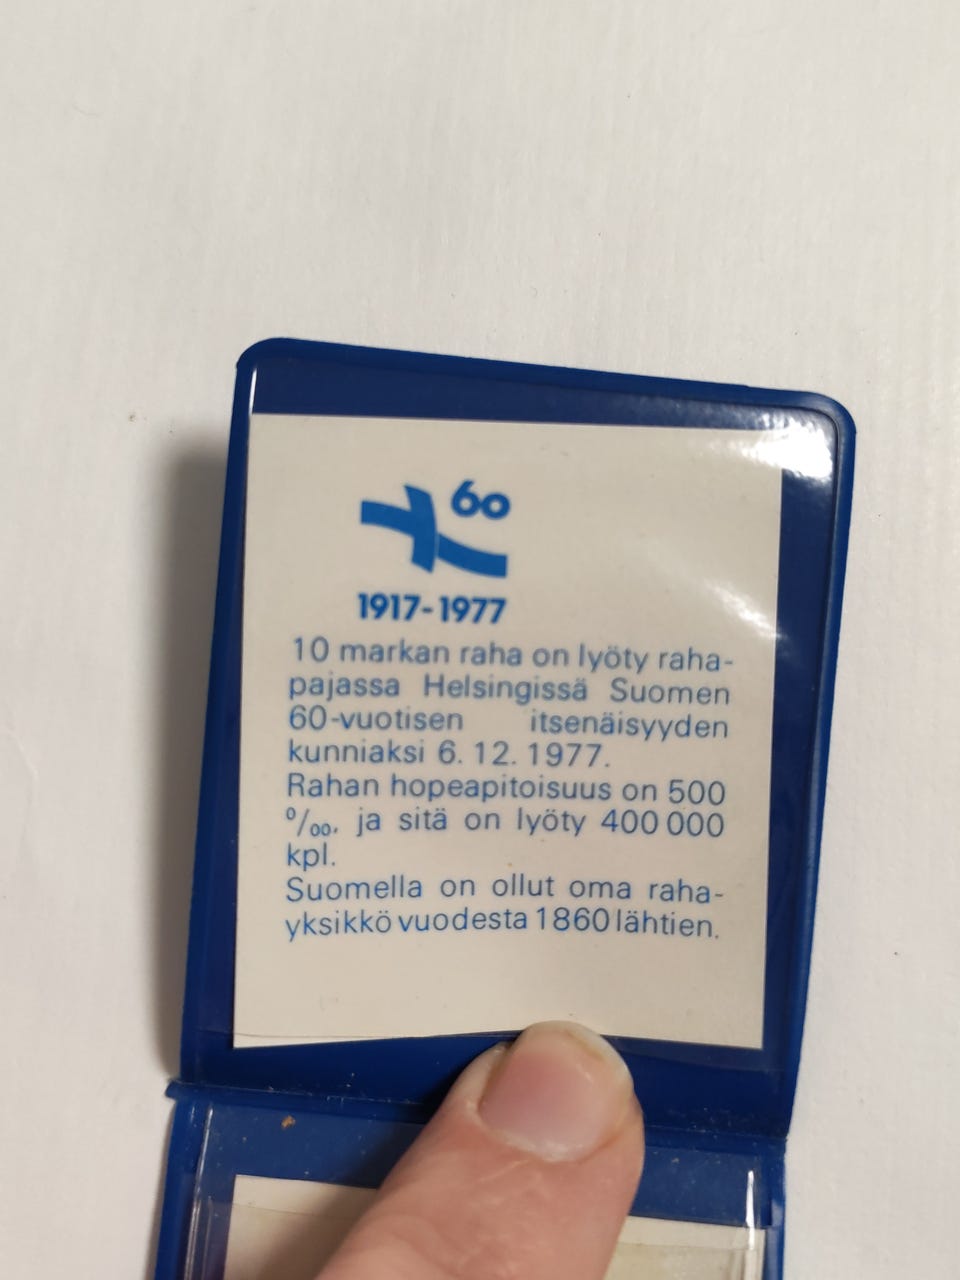 60
1917-1977
10 markan raha on lyöty raha-
pajassa Helsingissä Suomen
60-vuotisen itsenäisyyden
kunniaksi 6. 12. 1977.
Rahan hopeapitoisuus on 500
⁰/₀₀, ja sitä on lyöty 400 000
kpl.
Suomella on ollut oma raha-
yksikkö vuodesta 1860 lähtien.